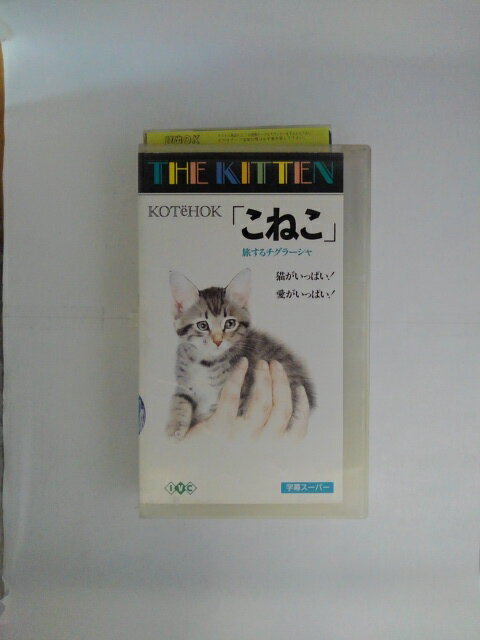 THE KITTEN
KOTёHOK
「こねこ」
旅するチグラーシャ
猫がいっぱい!
愛がいっぱい!
IVC
字幕スーパー